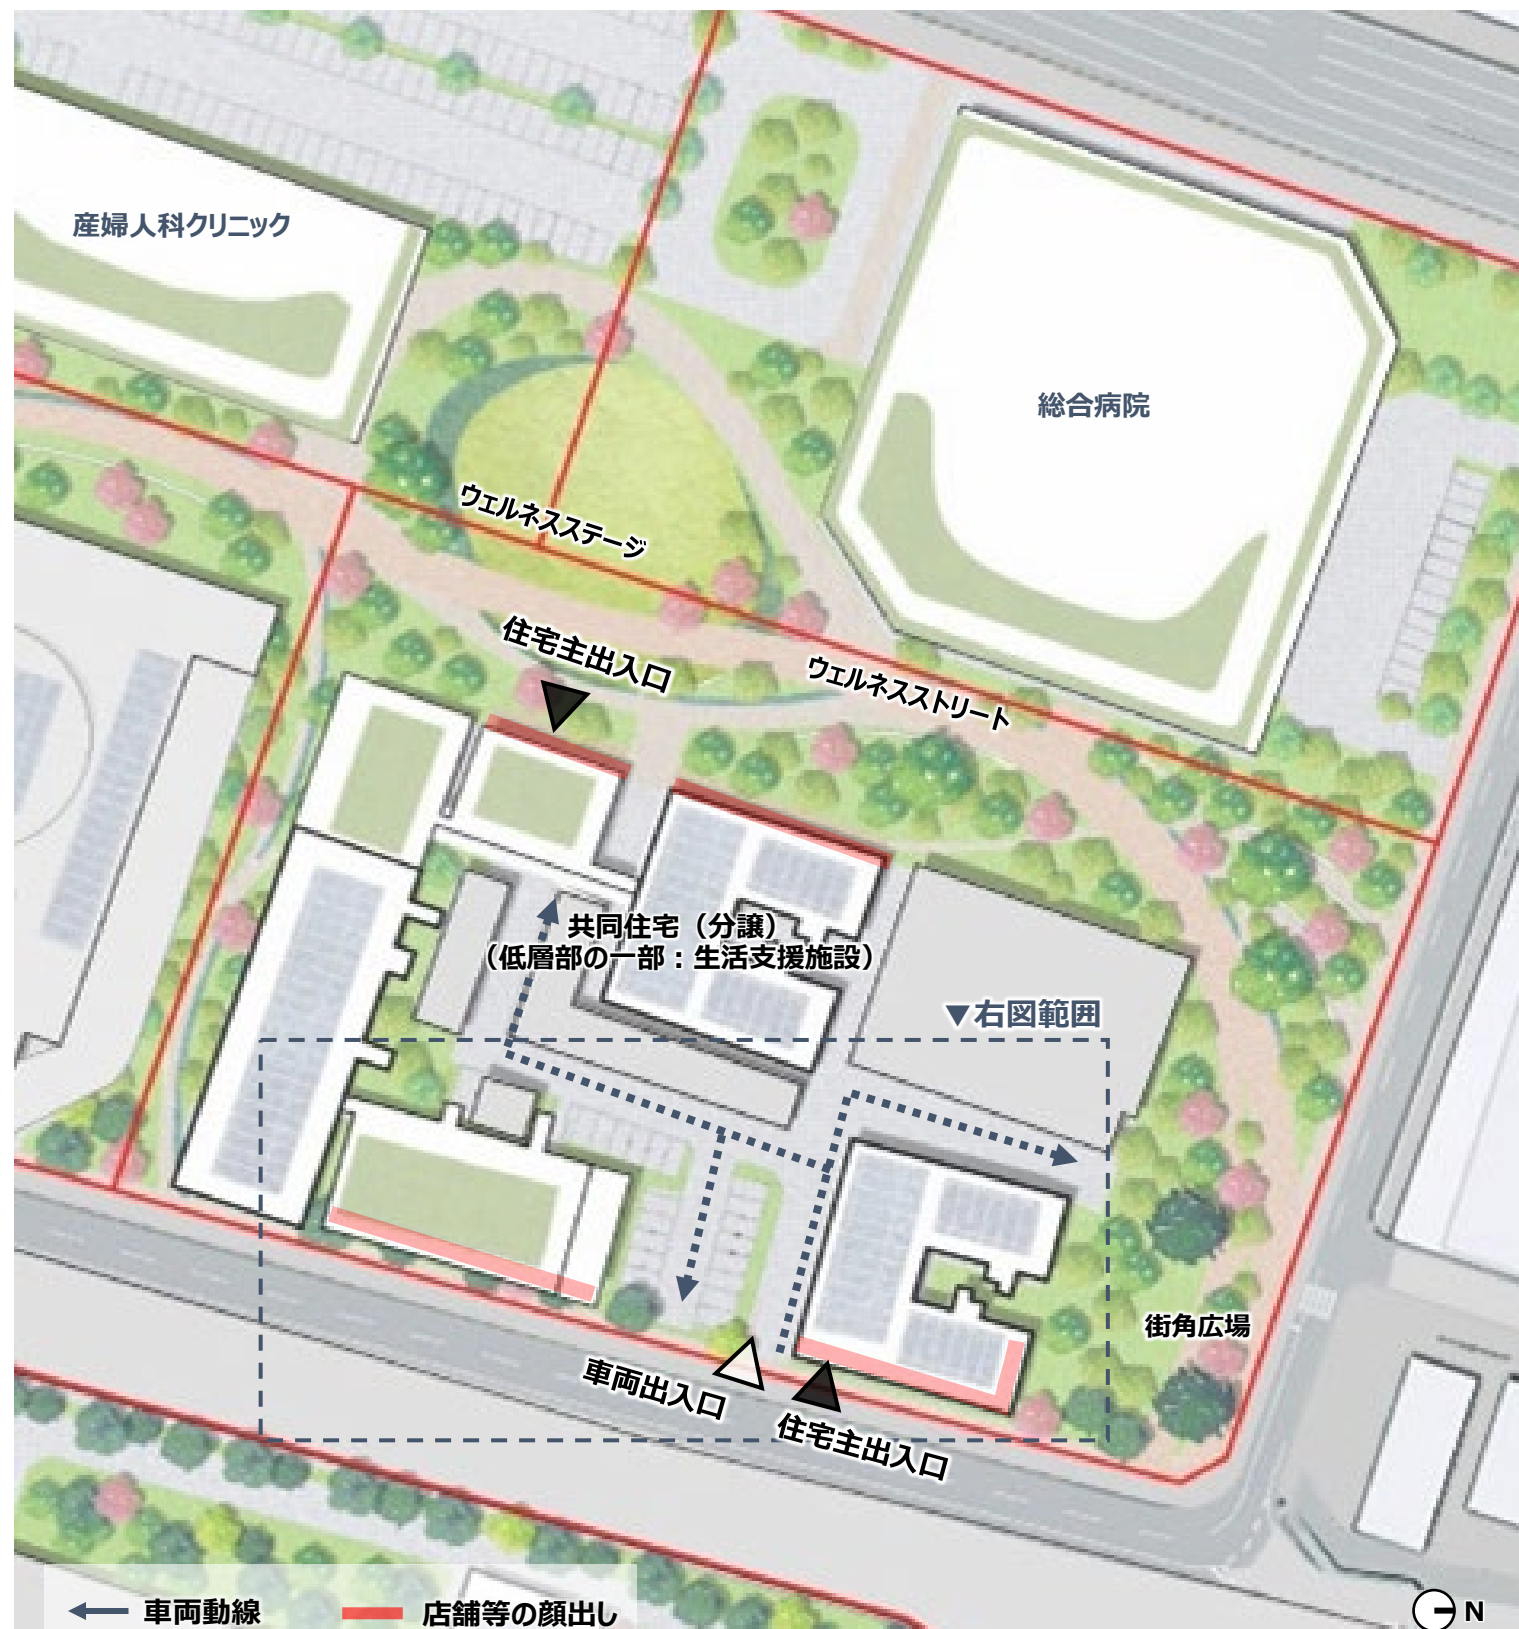 産婦人科クリニック
総合病院
ウェルネスステージ
住宅主出入口
ウェルネスストリート
共同住宅（分譲）
（低層部の一部：生活支援施設）
▼右図範囲
街角広場
車両出入口
住宅主出入口
車両動線
店舗等の顔出し
N